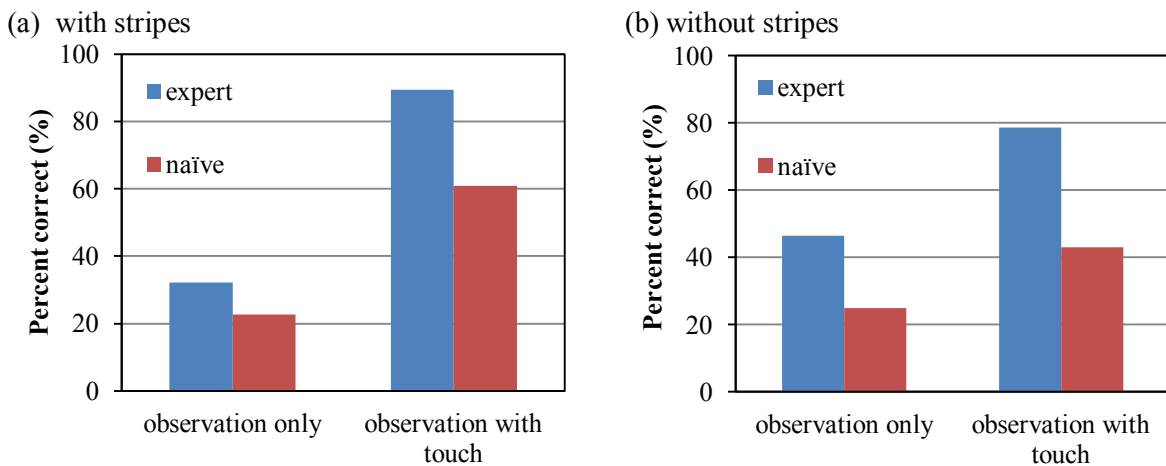 (a) with stripes
100
80
60
40
20
0
Percent correct (%)
expert
naïve
observation only
observation with
touch
(b) without stripes
100
80
60
40
20
0
Percent correct (%)
expert
naïve
observation only
observation with
touch